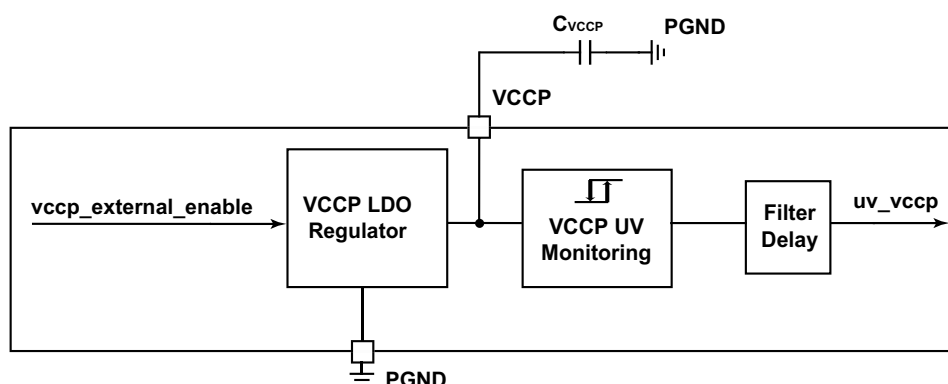 CVCCP
PGND
VCCP
vccp_external_enable
VCCP LDO
Regulator
VCCP UV
Monitoring
Filter
Delay
uv_vccp
PGND